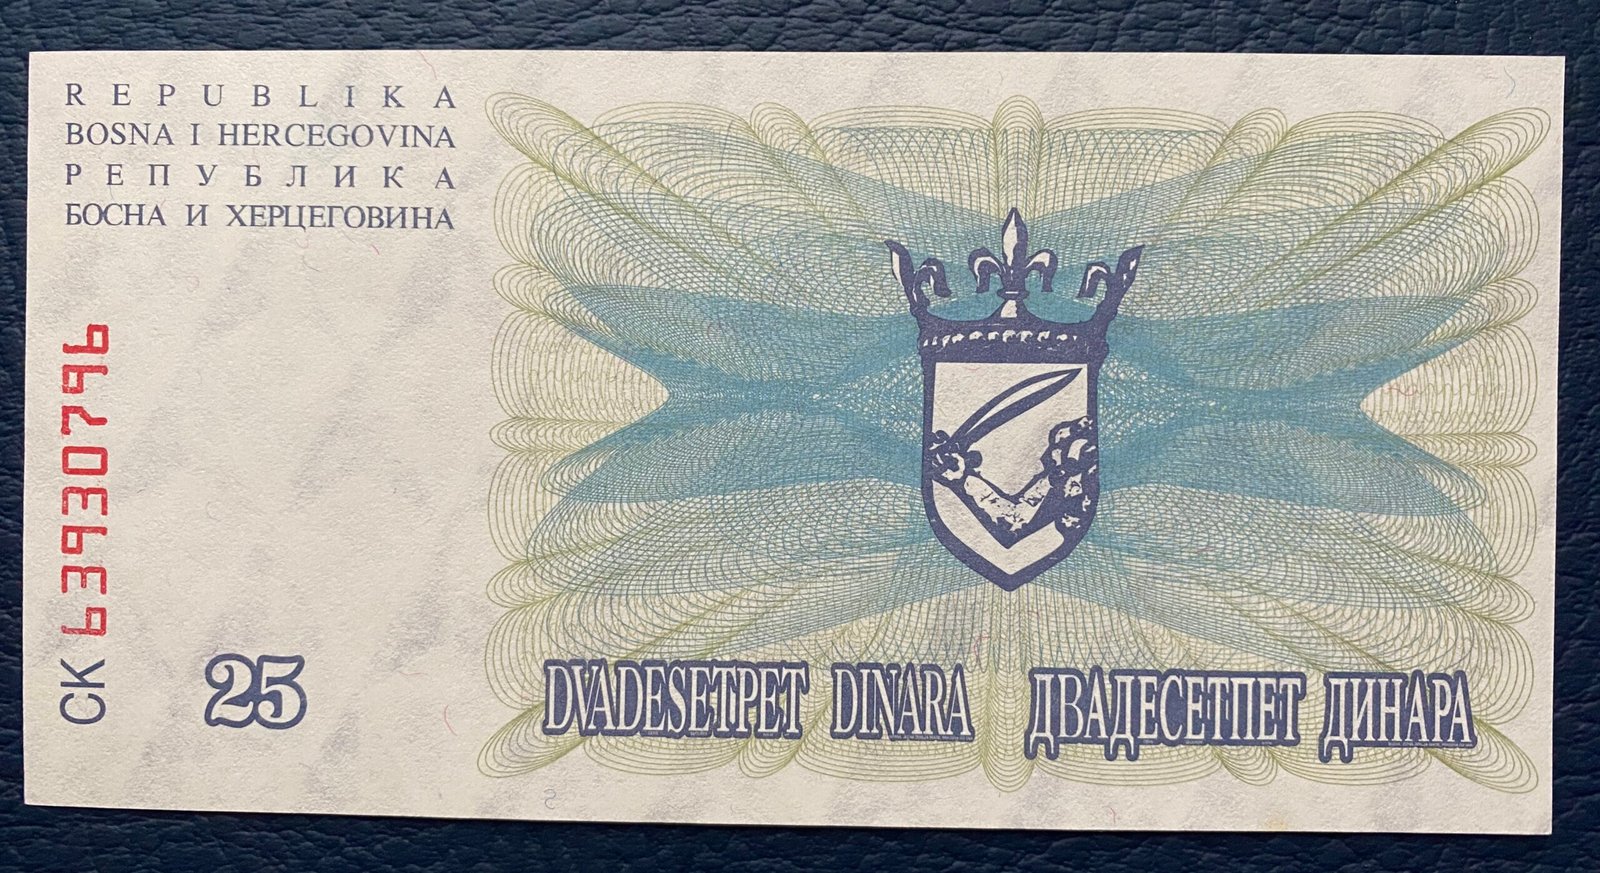 REPUBLIKA
BOSNA I HERCEGOVINA
РЕПУБЛИКА
БОСНА И ХЕРЦЕГОВИНА
CK 63930796
25
DVADESETPET DINARA ДВАДЕСЕТПЕТ ДИНАРА